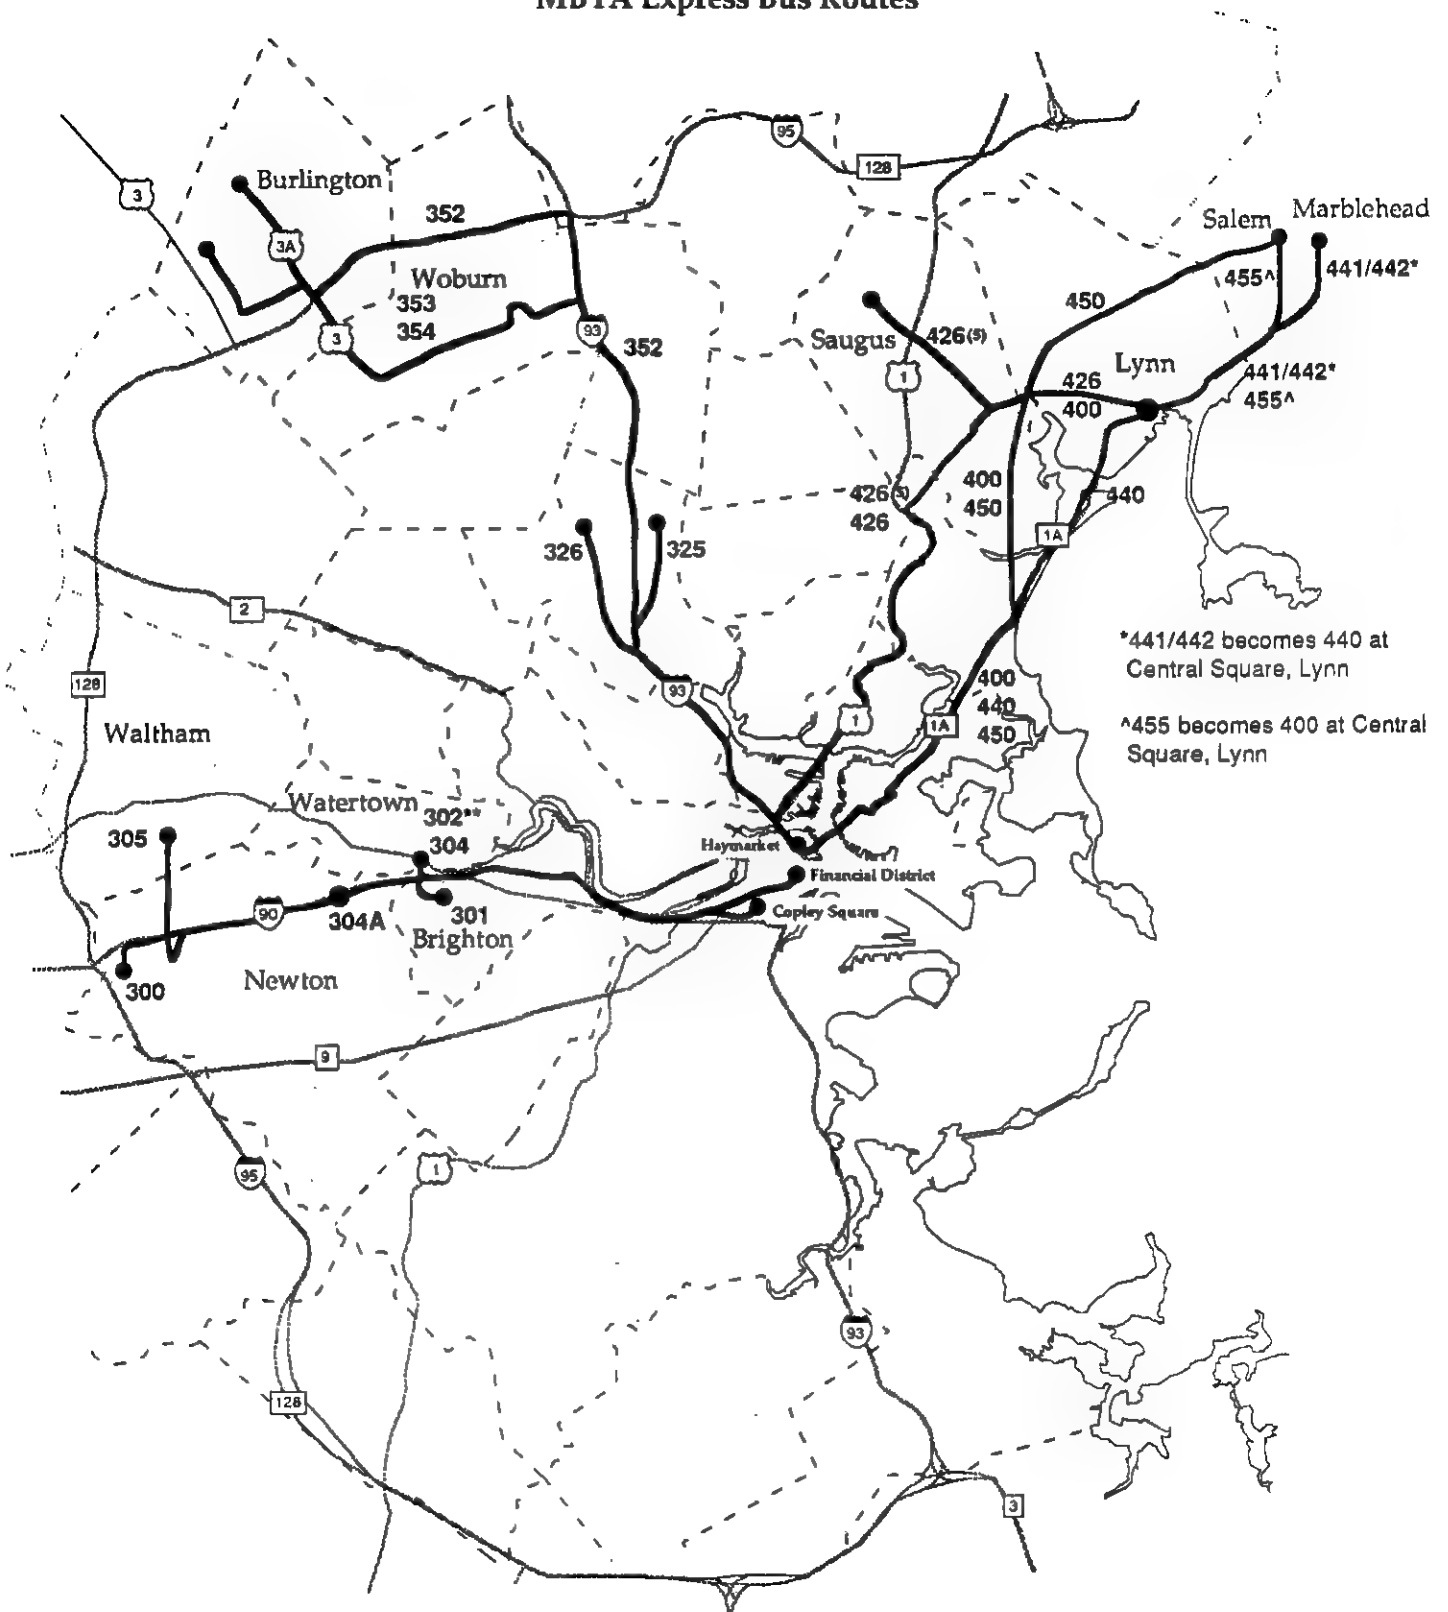 MBTA Express Bus Routes
95
128
3
Burlington
352
3A
Salem
Marblehead
455^
441/442*
Woburn
353
354
3
93
352
450
Saugus
426(5)
1
Lynn
426
400
441/442*
455^
400
450
426(5)
426
440
1A
326
325
2
*441/442 becomes 440 at
Central Square, Lynn
128
93
400
440
450
1
1A
^455 becomes 400 at Central
Square, Lynn
Waltham
Watertown
302**
304
305
Haymarket
Financial District
Copley Square
90
304A
301
Brighton
300
Newton
9
95
1
93
128
3